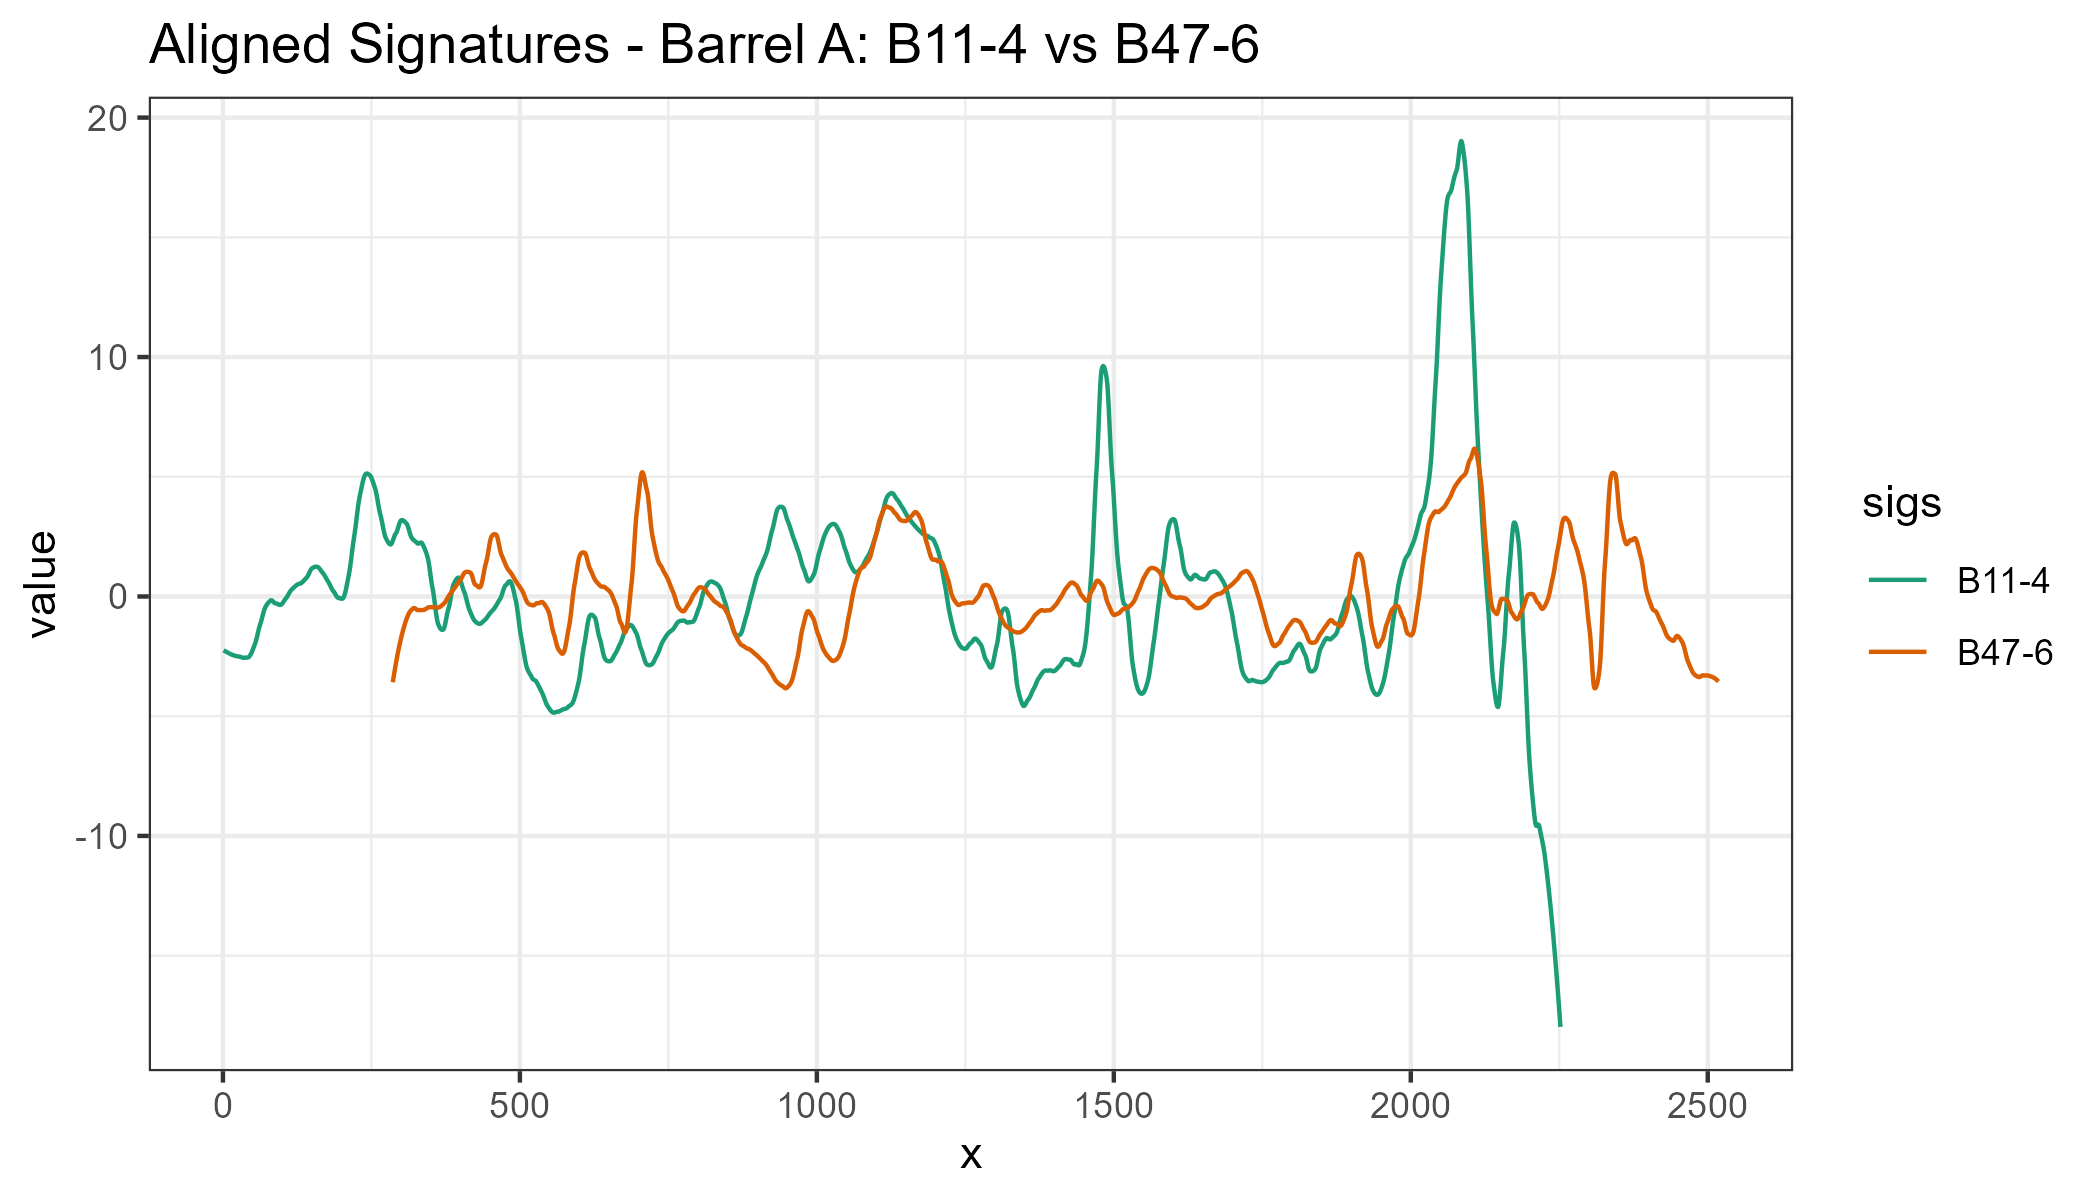 Aligned Signatures - Barrel A: B11-4 vs B47-6
20
10
0
-10
value
0 500 1000 1500 2000 2500
x
sigs
B11-4
B47-6